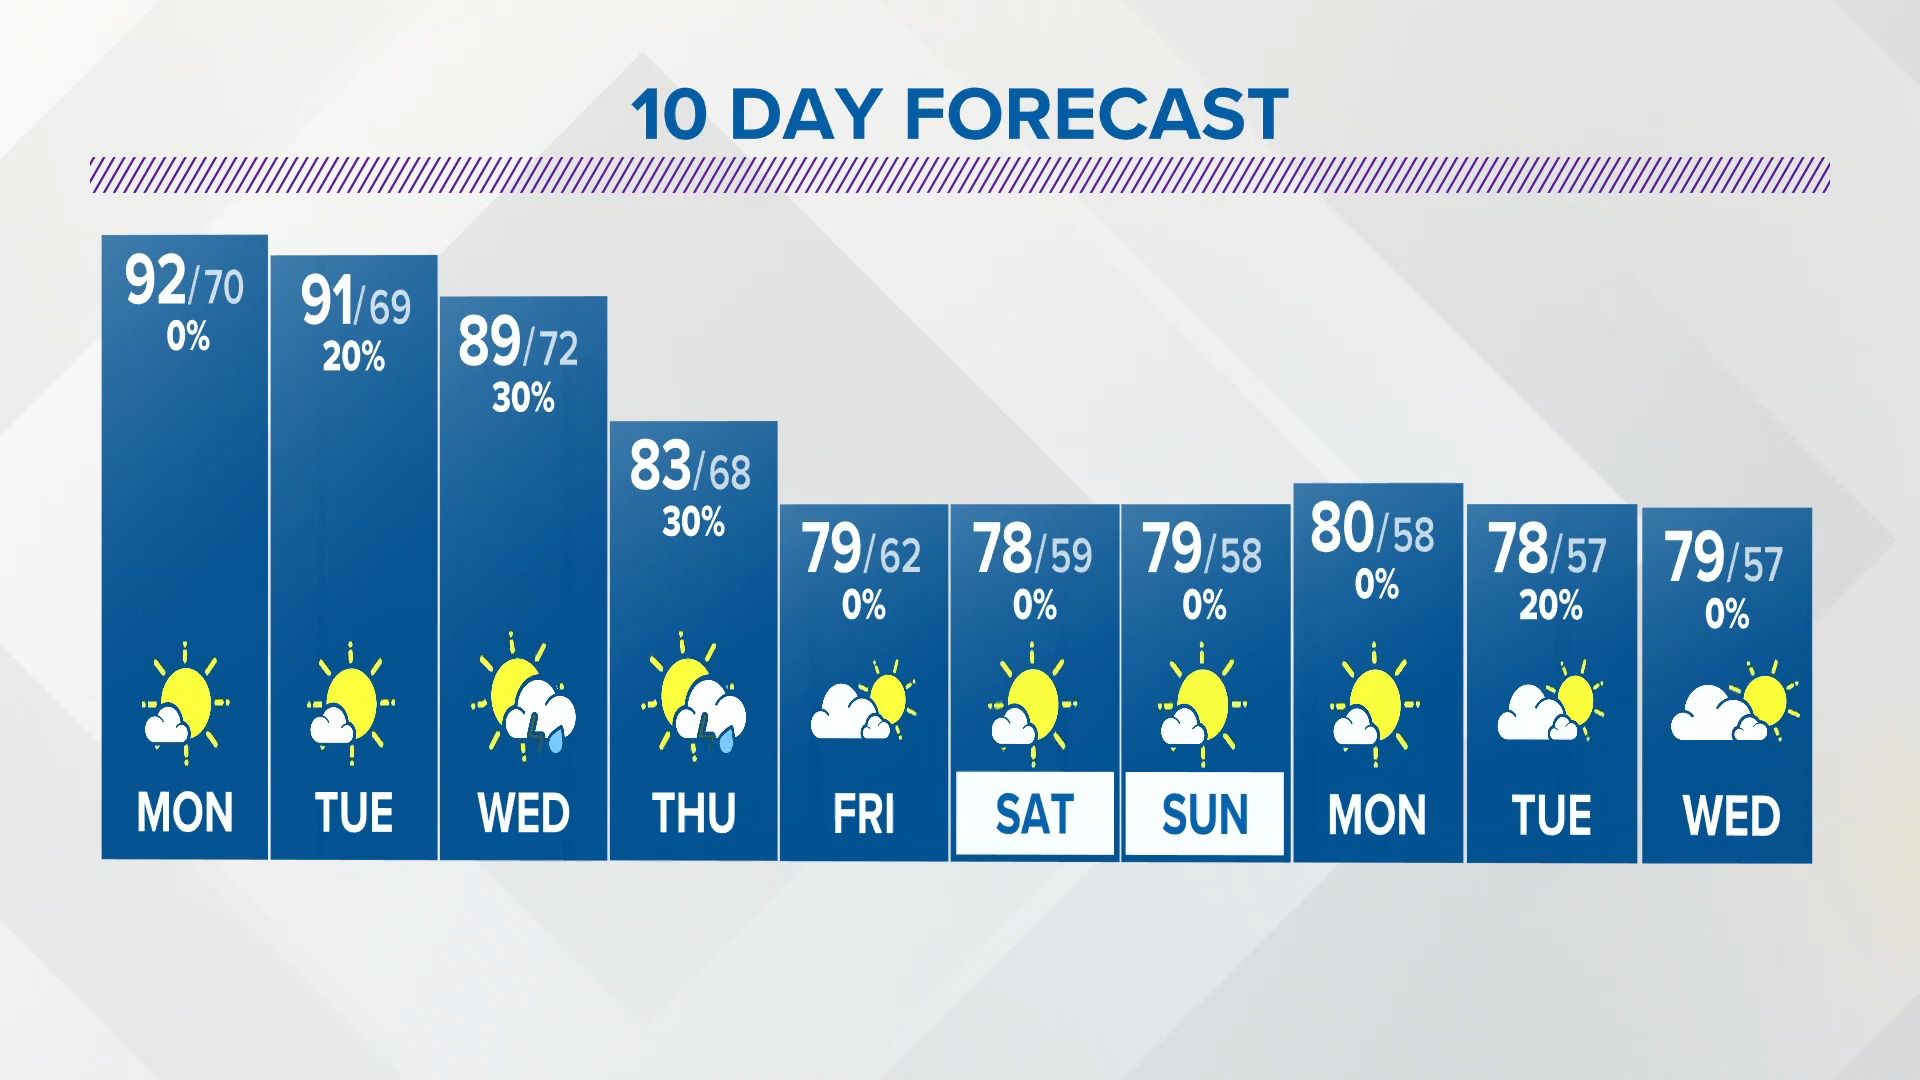 10 DAY FORECAST
92/70
0%
MON
91/69
20%
TUE
89/72
30%
WED
83/68
30%
THU
79/62
0%
FRI
78/59
0%
SAT
79/58
0%
SUN
80/58
0%
MON
78/57
20%
TUE
79/57
0%
WED